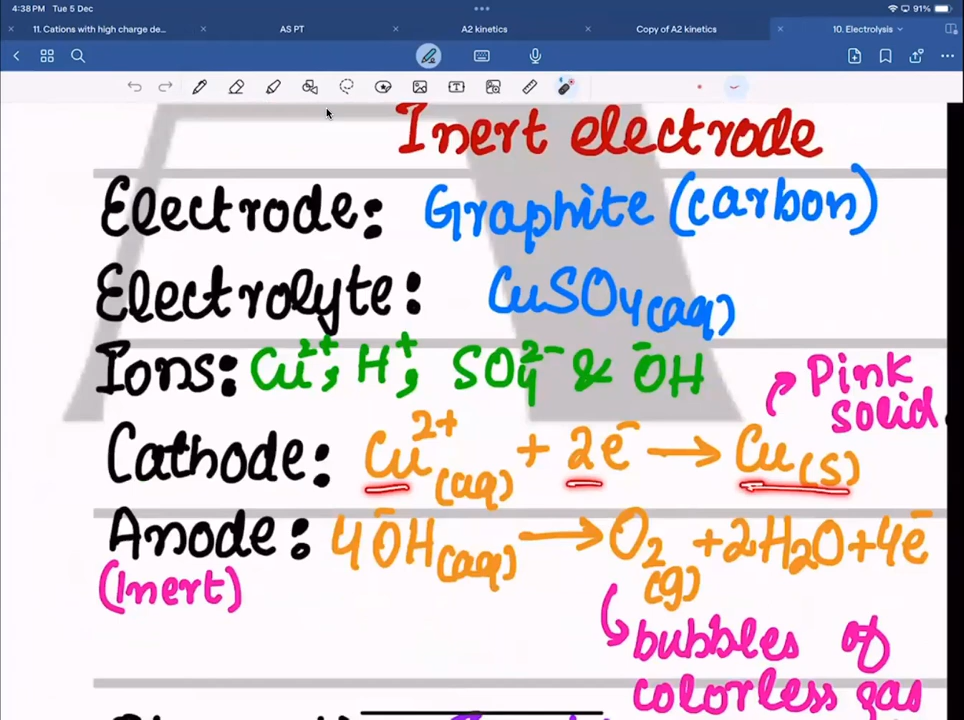 4:38 PM Tue 5 Dec
91%
11. Cations with high charge de...
AS PT
A2 kinetics
Copy of A2 kinetics
10. Electrolysis
Inert electrode
Electrode: Graphite (carbon)
Electrolyte: CuSO4(aq)
Ions: Cu²⁺, H⁺, SO₄²⁻ & ⁻OH
Pink
solid.
Cathode: Cu²⁺(aq) + 2e⁻ → Cu(s)
Anode: 4⁻OH(aq) → O₂(g) + 2H₂O + 4e⁻
(Inert)
bubbles of
colorless gas